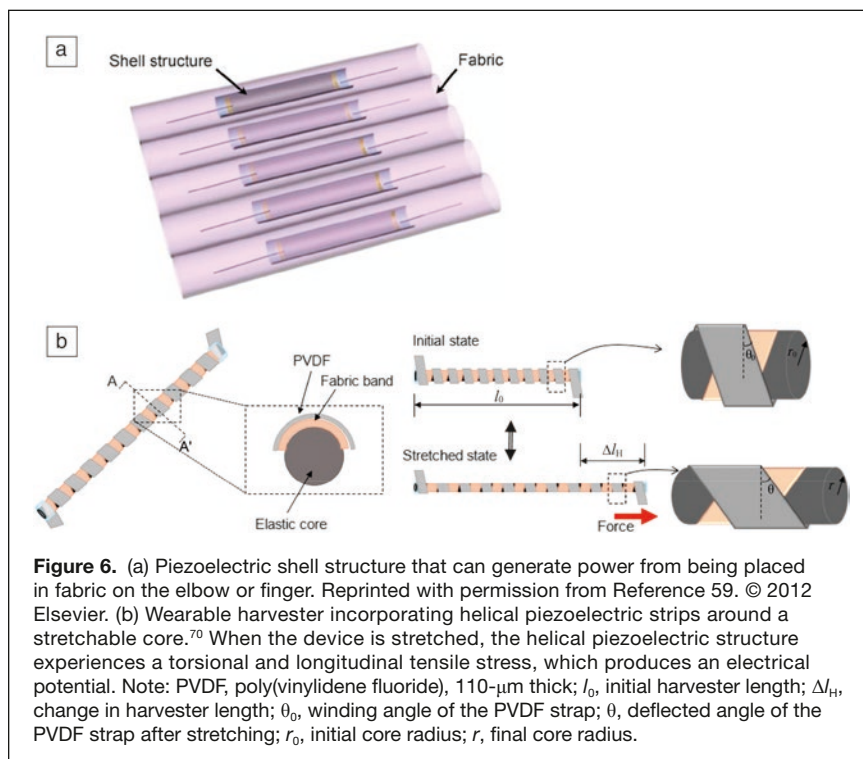 a
Shell structure
Fabric
b
A
A'
PVDF
Fabric band
Elastic core
Initial state
l₀
θ₀
r₀
Stretched state
Δl_H
Force
θ
r
Figure 6. (a) Piezoelectric shell structure that can generate power from being placed
in fabric on the elbow or finger. Reprinted with permission from Reference 59. © 2012
Elsevier. (b) Wearable harvester incorporating helical piezoelectric strips around a
stretchable core.⁷⁰ When the device is stretched, the helical piezoelectric structure
experiences a torsional and longitudinal tensile stress, which produces an electrical
potential. Note: PVDF, poly(vinylidene fluoride), 110-μm thick; l₀, initial harvester length; Δl_H,
change in harvester length; θ₀, winding angle of the PVDF strap; θ, deflected angle of the
PVDF strap after stretching; r₀, initial core radius; r, final core radius.